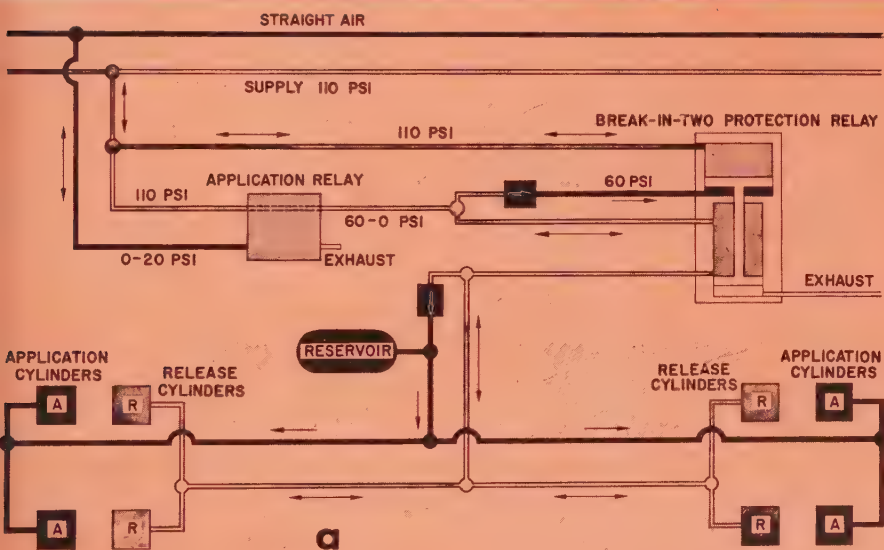 STRAIGHT AIR
SUPPLY 110 PSI
BREAK-IN-TWO PROTECTION RELAY
110 PSI
APPLICATION RELAY
60 PSI
110 PSI
60-0 PSI
0-20 PSI
EXHAUST
EXHAUST
RESERVOIR
APPLICATION
CYLINDERS
RELEASE
CYLINDERS
RELEASE
CYLINDERS
APPLICATION
CYLINDERS
A
R
R
A
A
R
R
A
a